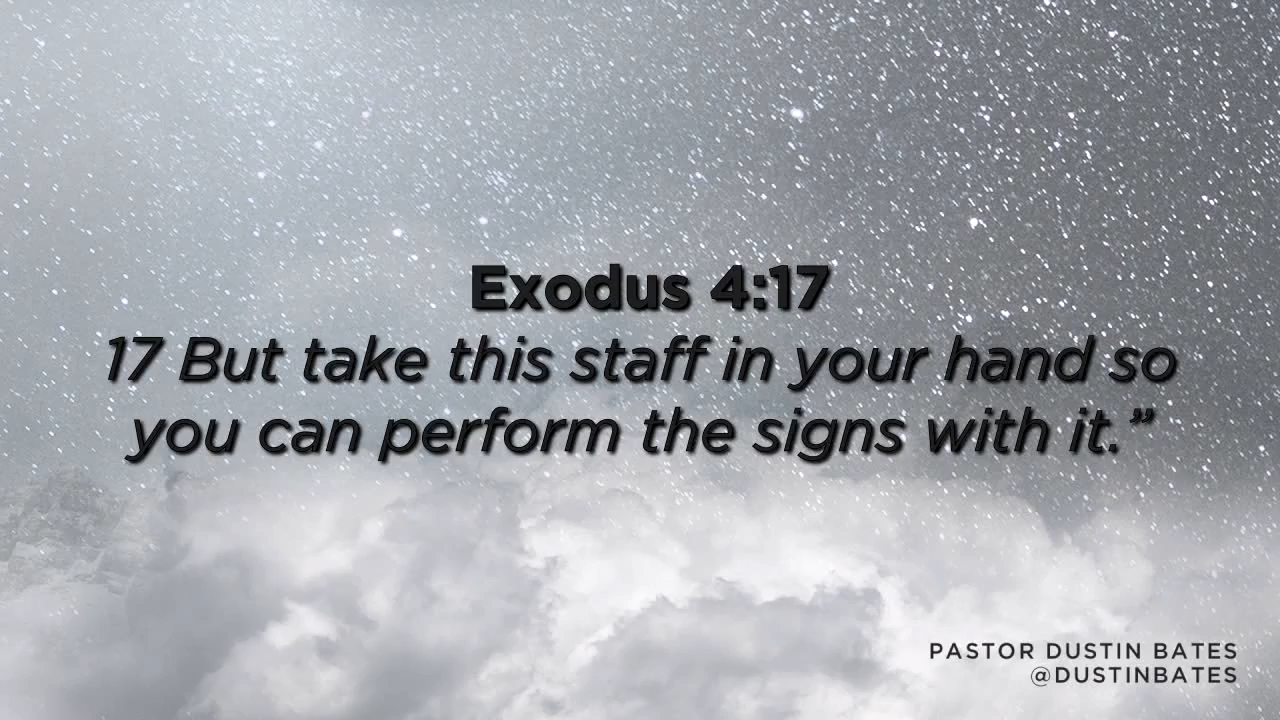 Exodus 4:17
17 But take this staff in your hand so
you can perform the signs with it.”
PASTOR DUSTIN BATES
@DUSTINBATES